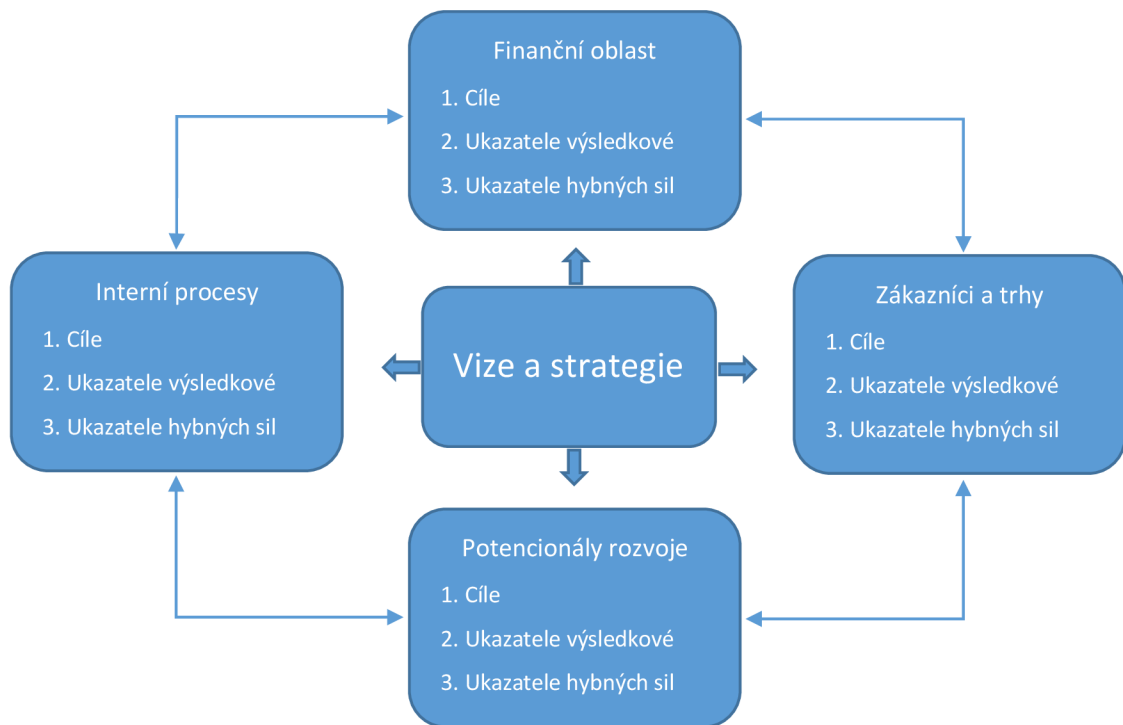 Finanční oblast
1. Cíle
2. Ukazatele výsledkové
3. Ukazatele hybných sil
Interní procesy
1. Cíle
2. Ukazatele výsledkové
3. Ukazatele hybných sil
Vize a strategie
Zákazníci a trhy
1. Cíle
2. Ukazatele výsledkové
3. Ukazatele hybných sil
Potencionály rozvoje
1. Cíle
2. Ukazatele výsledkové
3. Ukazatele hybných sil